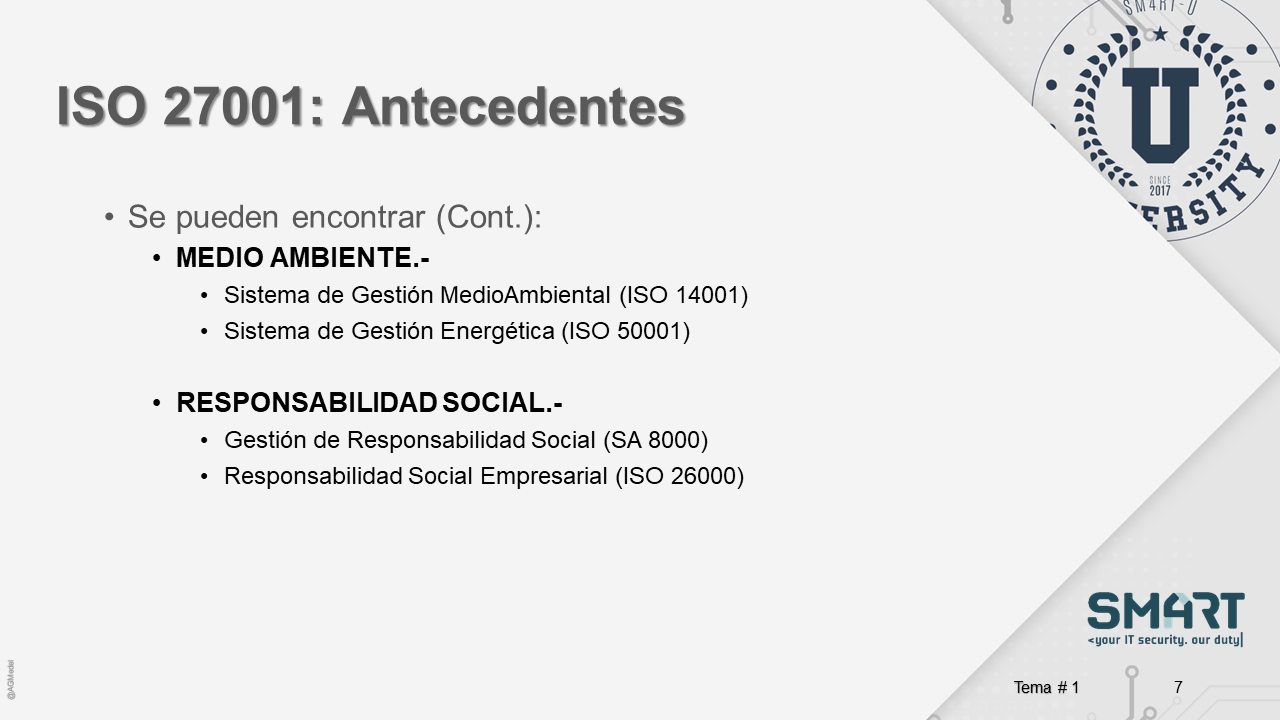 SM4RT-U
ISO 27001: Antecedentes
U
SINCE
2017
ERSITY
• Se pueden encontrar (Cont.):
• MEDIO AMBIENTE.-
• Sistema de Gestión MedioAmbiental (ISO 14001)
• Sistema de Gestión Energética (ISO 50001)
• RESPONSABILIDAD SOCIAL.-
• Gestión de Responsabilidad Social (SA 8000)
• Responsabilidad Social Empresarial (ISO 26000)
SM4RT
<your IT security. our duty|
@AGMedel
Tema # 1
7